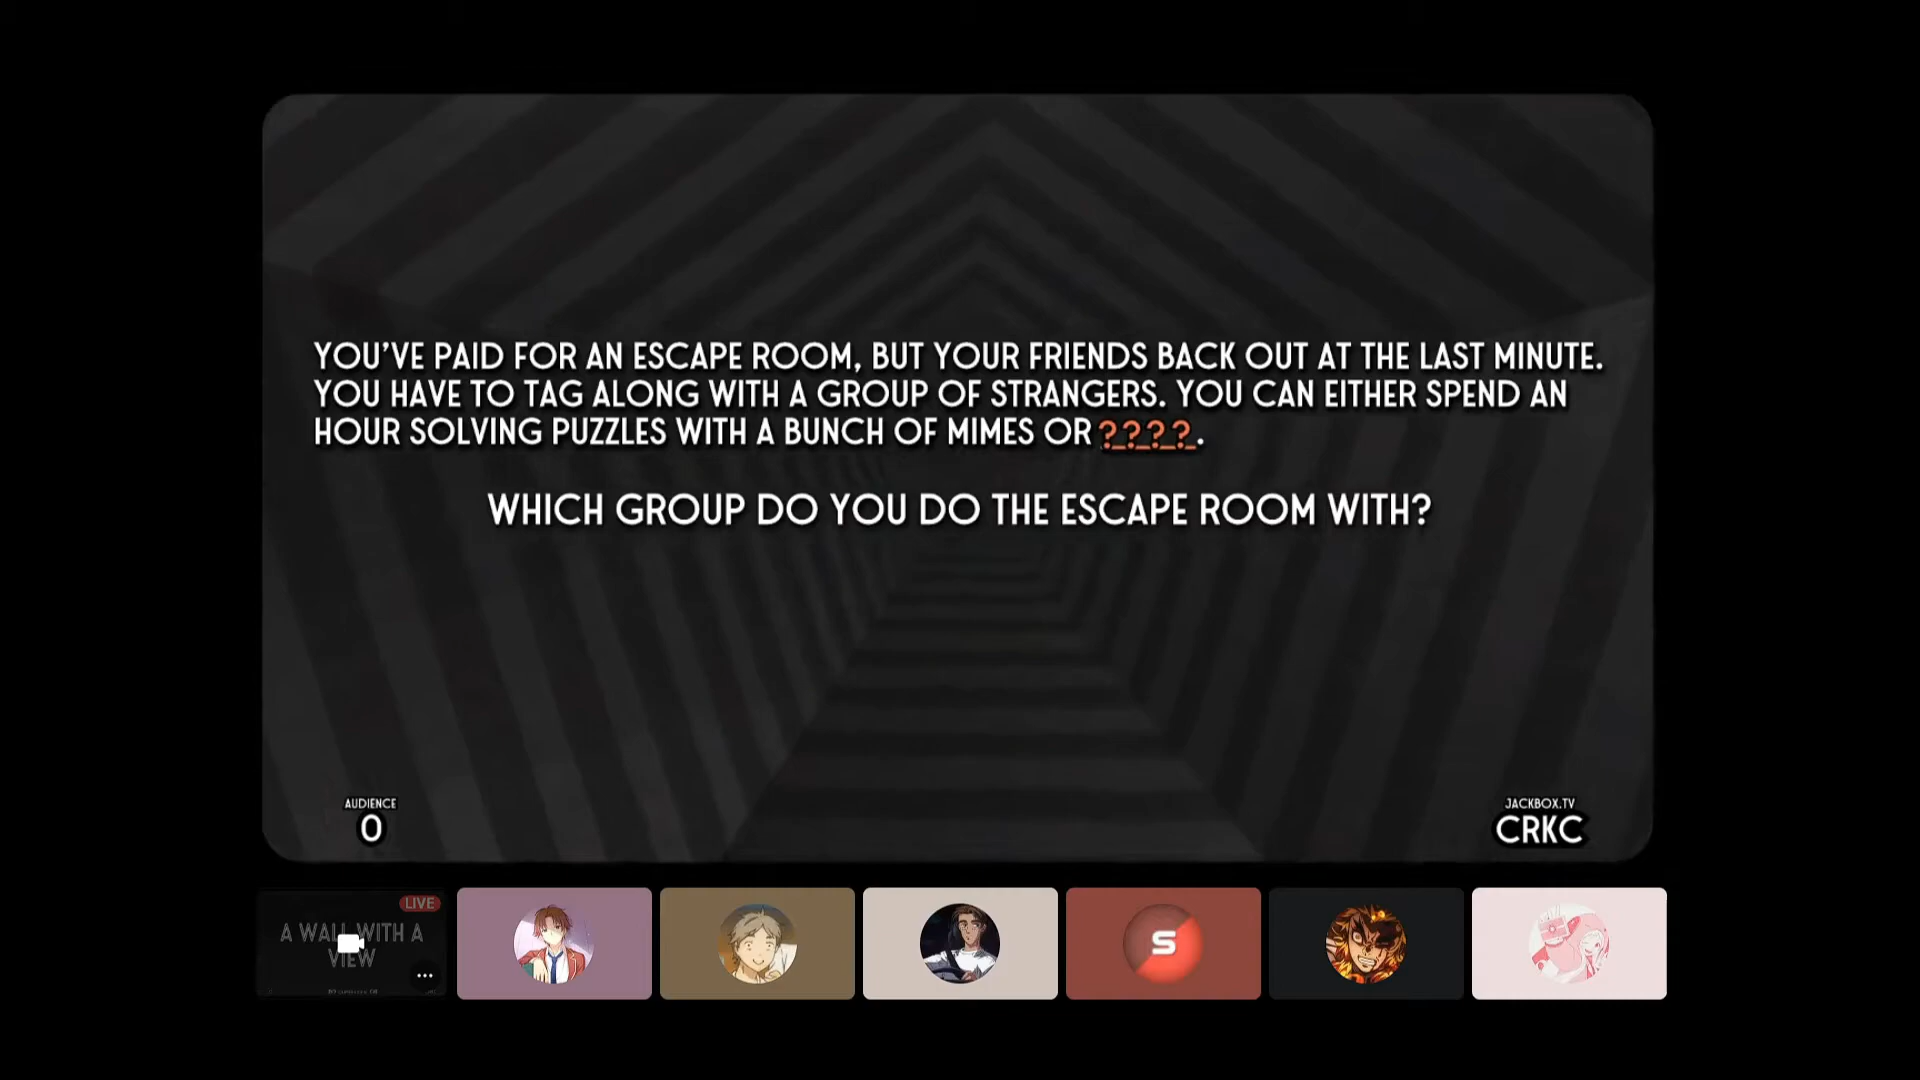 YOU'VE PAID FOR AN ESCAPE ROOM, BUT YOUR FRIENDS BACK OUT AT THE LAST MINUTE.
YOU HAVE TO TAG ALONG WITH A GROUP OF STRANGERS. YOU CAN EITHER SPEND AN
HOUR SOLVING PUZZLES WITH A BUNCH OF MIMES OR ????.
WHICH GROUP DO YOU DO THE ESCAPE ROOM WITH?
AUDIENCE
0
JACKBOX.TV
CRKC
LIVE
A WALL WITH A
VIEW
S